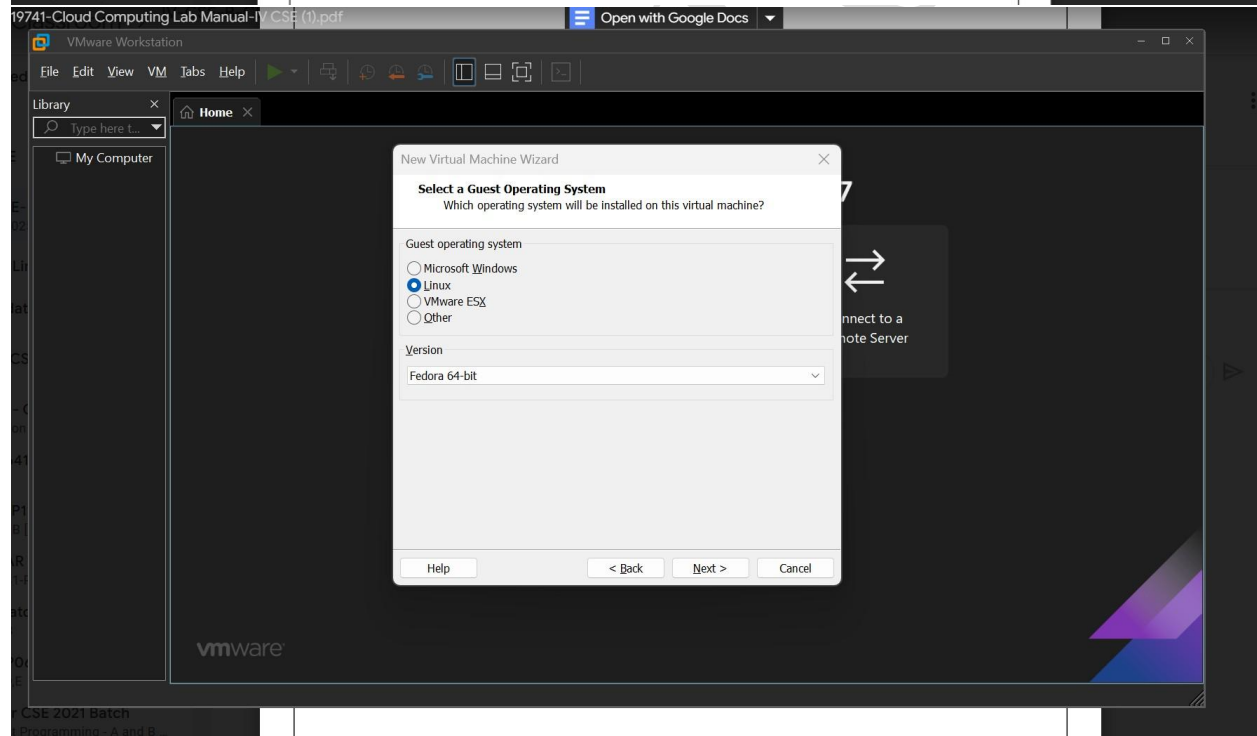 19741-Cloud Computing Lab Manual-IV CSE (1).pdf
Open with Google Docs
VMware Workstation
File Edit View VM Tabs Help
Library
Home
Type here t...
My Computer
New Virtual Machine Wizard
Select a Guest Operating System
Which operating system will be installed on this virtual machine?
7
Guest operating system
Microsoft Windows
Linux
VMware ESX
Other
nnect to a
note Server
Version
Fedora 64-bit
Help < Back Next > Cancel
vmware
r CSE 2021 Batch
Programming - A and B